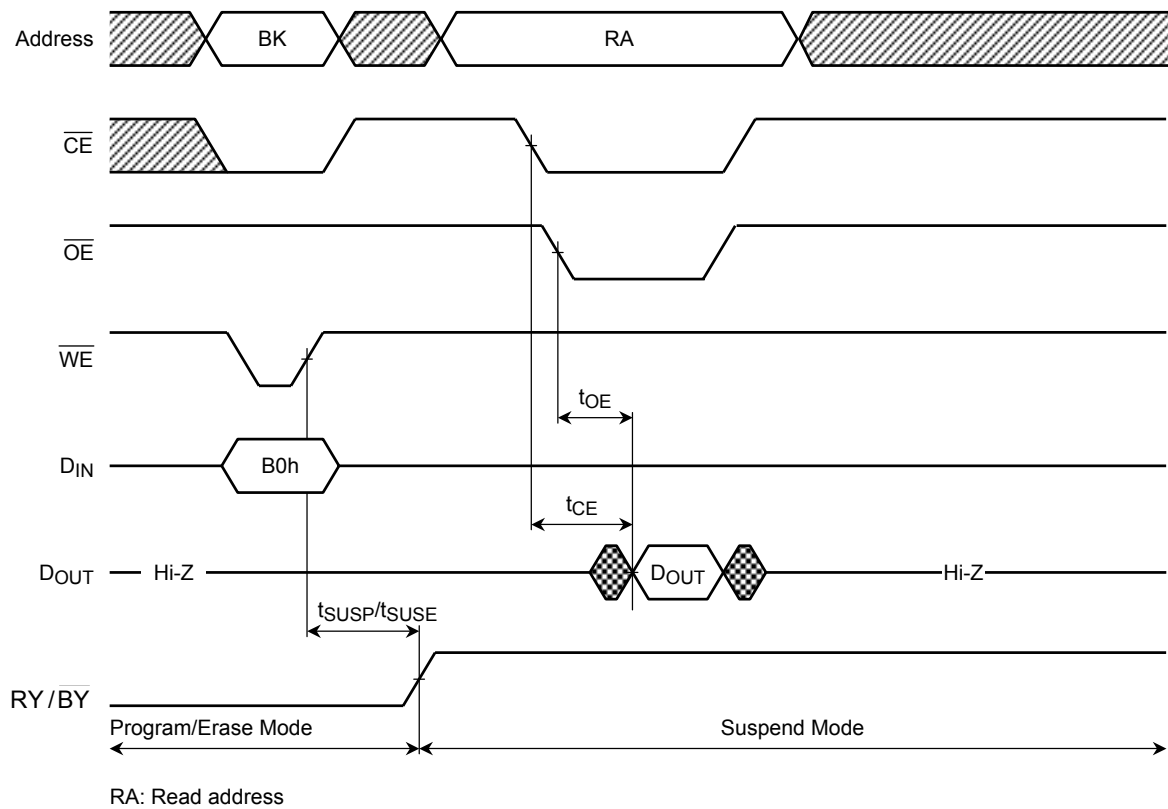 Address BK RA
CE
OE
WE
tOE
DIN B0h
tCE
DOUT Hi-Z DOUT Hi-Z
tSUSP/tSUSE
RY/BY
Program/Erase Mode Suspend Mode
RA: Read address